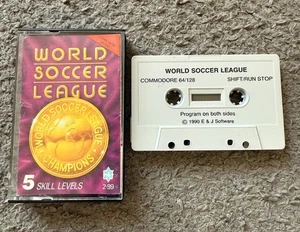 WORLD
SOCCER
LEAGUE
WORLD SOCCER LEAGUE
CHAMPIONS
5 SKILL LEVELS
2·99
WORLD SOCCER LEAGUE
COMMODORE 64/128
SHIFT/RUN STOP
Program on both sides
© 1990 E & J Software